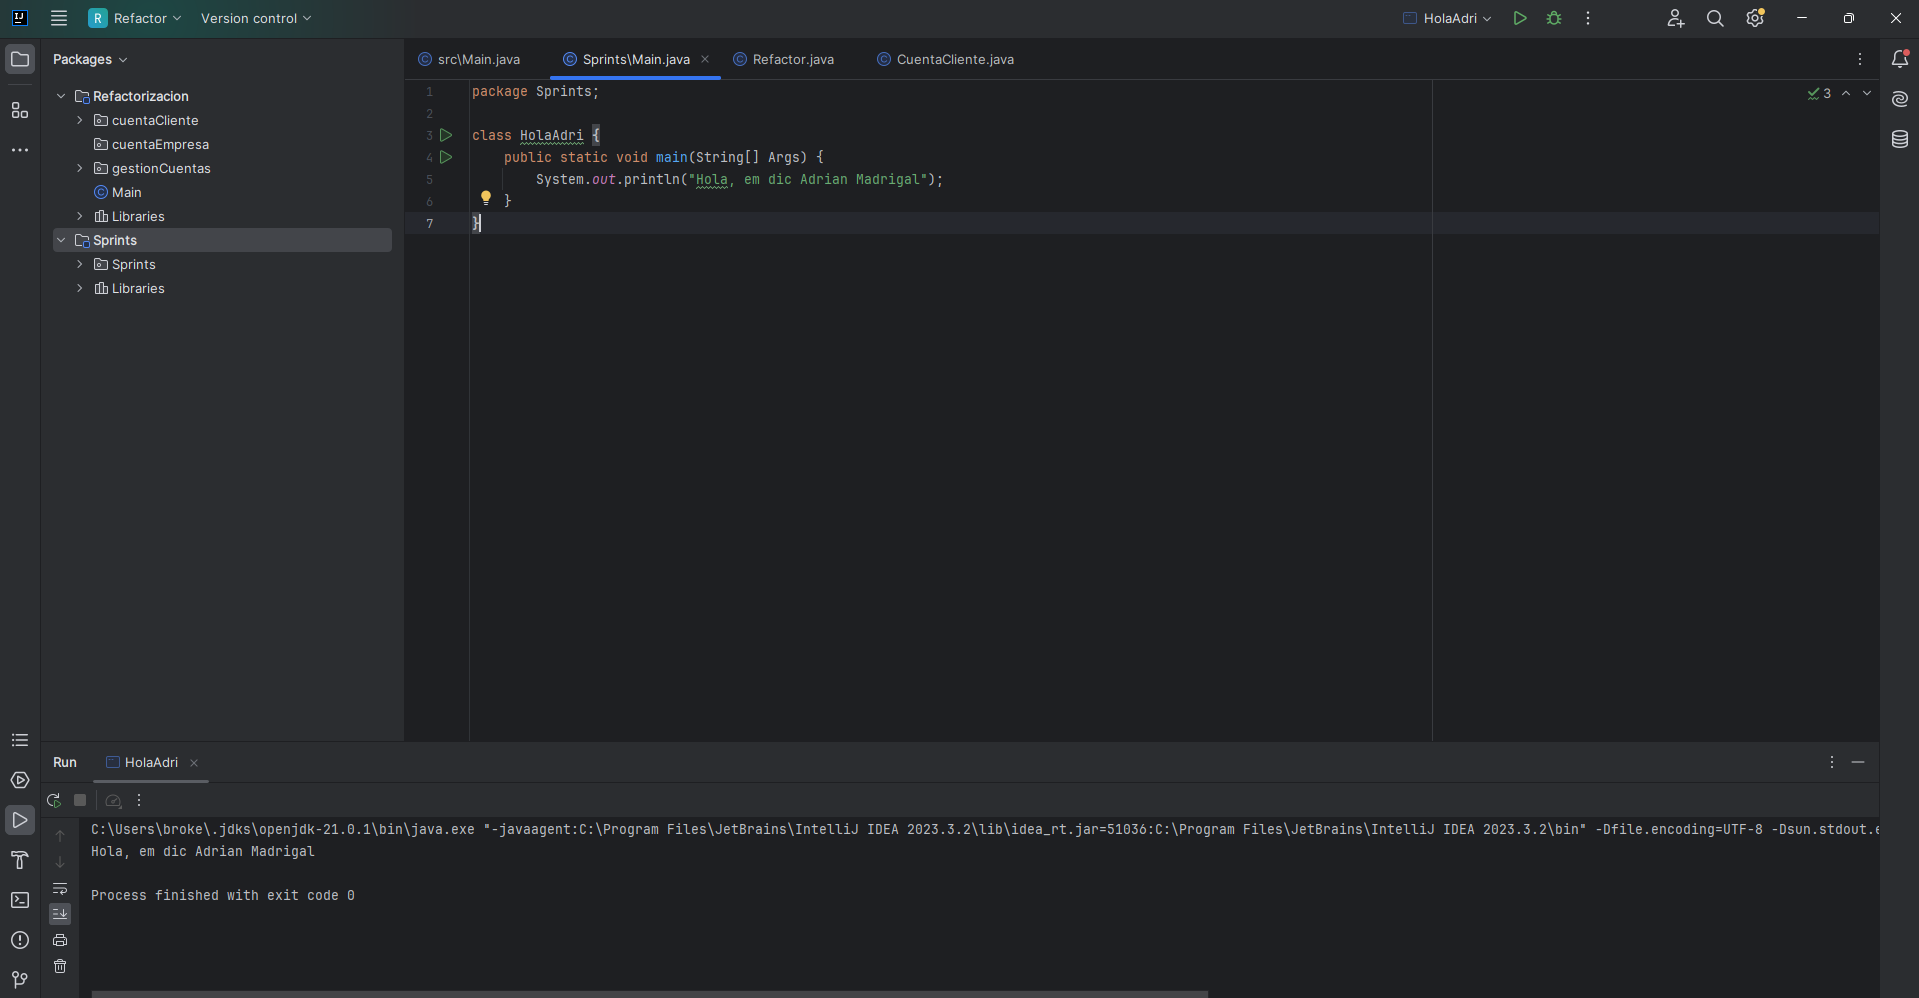 R Refactor Version control HolaAdri
Packages
Refactorizacion
cuentaCliente
cuentaEmpresa
gestionCuentas
Main
Libraries
Sprints
Sprints
Libraries
src\Main.java Sprints\Main.java Refactor.java CuentaCliente.java
3
1 package Sprints;
2
3 class HolaAdri {
4 public static void main(String[] Args) {
5 System.out.println("Hola, em dic Adrian Madrigal");
6 }
7 }
Run HolaAdri
C:\Users\broke\.jdks\openjdk-21.0.1\bin\java.exe "-javaagent:C:\Program Files\JetBrains\IntelliJ IDEA 2023.3.2\lib\idea_rt.jar=51036:C:\Program Files\JetBrains\IntelliJ IDEA 2023.3.2\bin" -Dfile.encoding=UTF-8 -Dsun.stdout.e
Hola, em dic Adrian Madrigal
Process finished with exit code 0